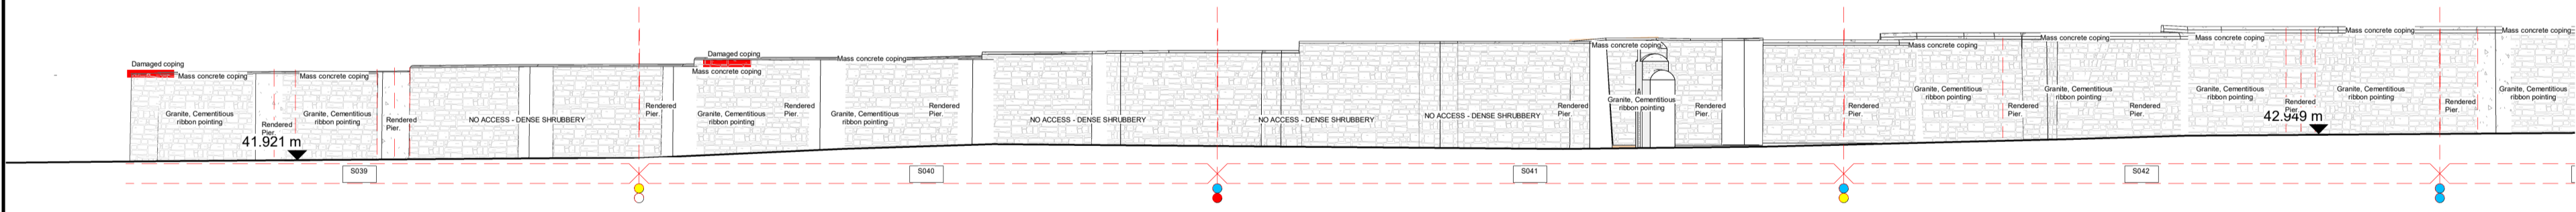 Damaged coping
Mass concrete coping
Mass concrete coping
Granite, Cementitious
ribbon pointing
Rendered
Pier.
Granite, Cementitious
ribbon pointing
Rendered
Pier.
41.921 m
NO ACCESS - DENSE SHRUBBERY
Rendered
Pier.
Damaged coping
Mass concrete coping
Granite, Cementitious
ribbon pointing
Rendered
Pier.
Mass concrete coping
Granite, Cementitious
ribbon pointing
Rendered
Pier.
NO ACCESS - DENSE SHRUBBERY
NO ACCESS - DENSE SHRUBBERY
NO ACCESS - DENSE SHRUBBERY
Rendered
Pier.
Mass concrete coping
Granite, Cementitious
ribbon pointing
Rendered
Pier.
Rendered
Pier.
Mass concrete coping
Granite, Cementitious
ribbon pointing
Rendered
Pier.
Mass concrete coping
Granite, Cementitious
ribbon pointing
Rendered
Pier.
Mass concrete coping
Granite, Cementitious
ribbon pointing
Rendered
Pier.
42.949 m
Mass concrete coping
Granite, Cementitious
ribbon pointing
Rendered
Pier.
Mass concrete coping
Granite, Cementitious
ribbon pointing
S039
S040
S041
S042